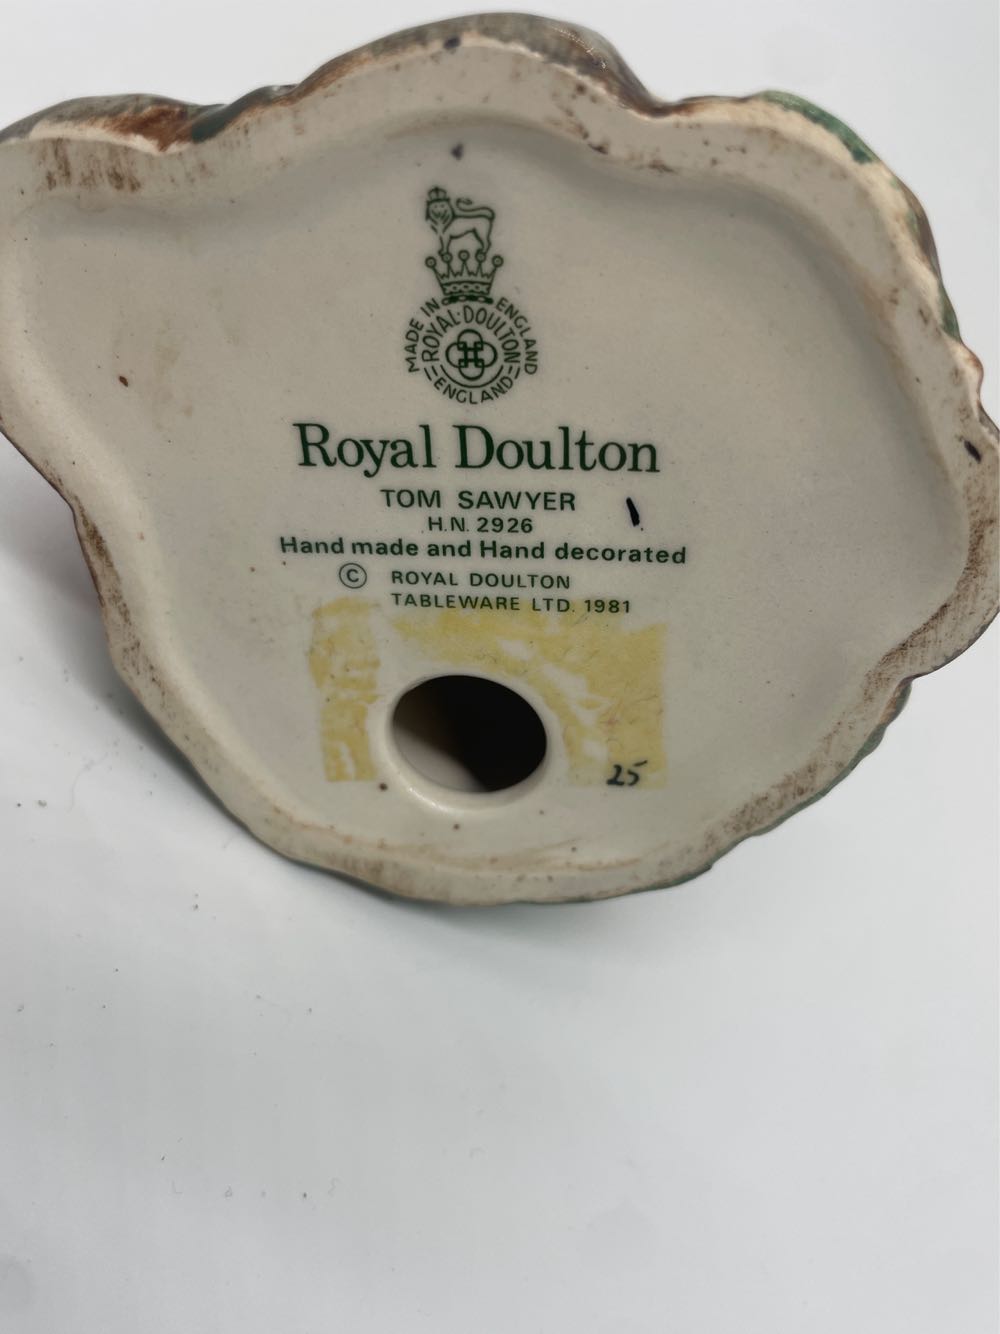 MADE IN ENGLAND
ROYAL·DOULTON
ENGLAND
Royal Doulton
TOM SAWYER
H.N. 2926
Hand made and Hand decorated
© ROYAL DOULTON
TABLEWARE LTD. 1981
25